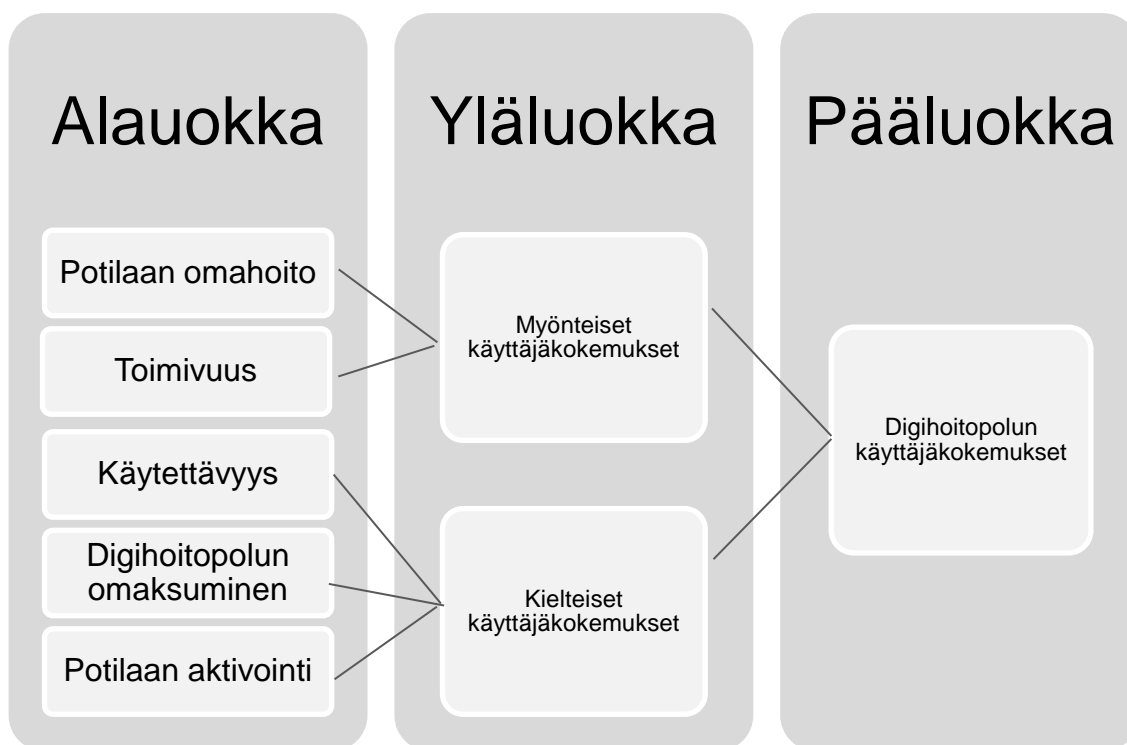 Alauokka
Potilaan omahoito
Toimivuus
Käytettävyys
Digihoitopolun
omaksuminen
Potilaan aktivointi
Yläluokka
Myönteiset
käyttäjäkokemukset
Kielteiset
käyttäjäkokemukset
Pääluokka
Digihoitopolun
käyttäjäkokemukset